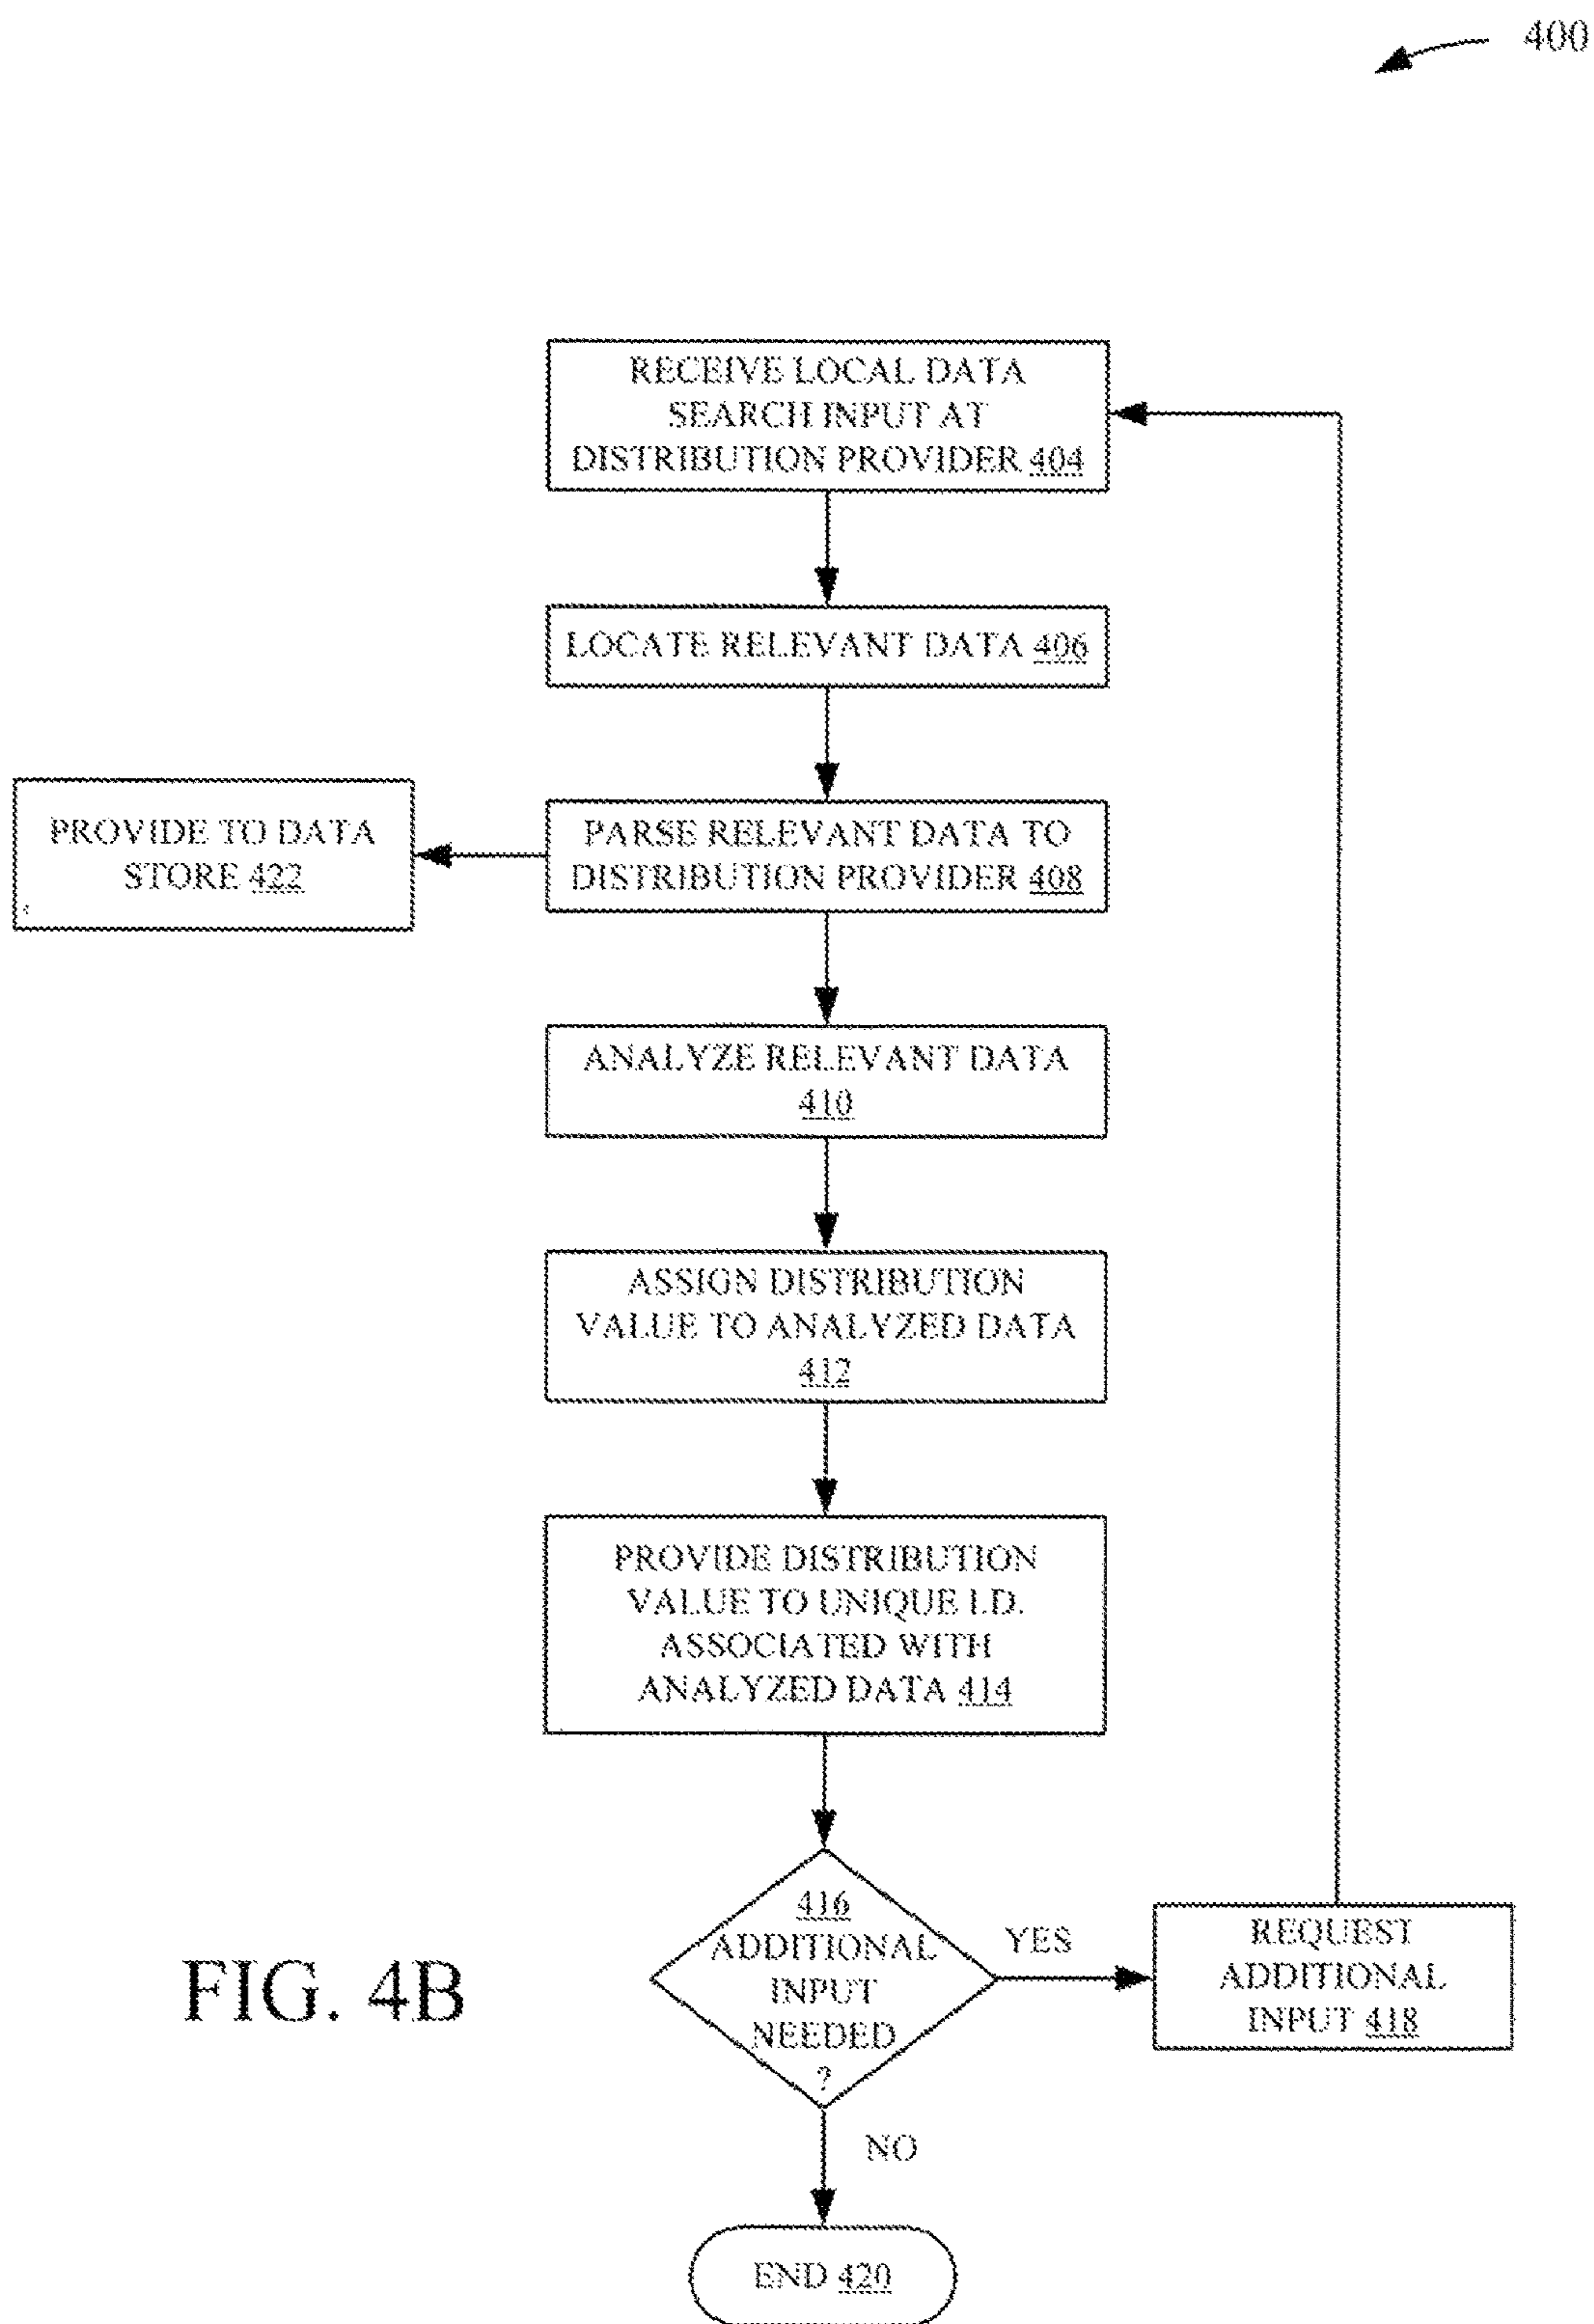 400
RECEIVE LOCAL DATA
SEARCH INPUT AT
DISTRIBUTION PROVIDER 404
LOCATE RELEVANT DATA 406
PROVIDE TO DATA
STORE 422
PARSE RELEVANT DATA TO
DISTRIBUTION PROVIDER 408
ANALYZE RELEVANT DATA
410
ASSIGN DISTRIBUTION
VALUE TO ANALYZED DATA
412
PROVIDE DISTRIBUTION
VALUE TO UNIQUE I.D.
ASSOCIATED WITH
ANALYZED DATA 414
416
ADDITIONAL
INPUT
NEEDED
?
YES
REQUEST
ADDITIONAL
INPUT 418
FIG. 4B
NO
END 420